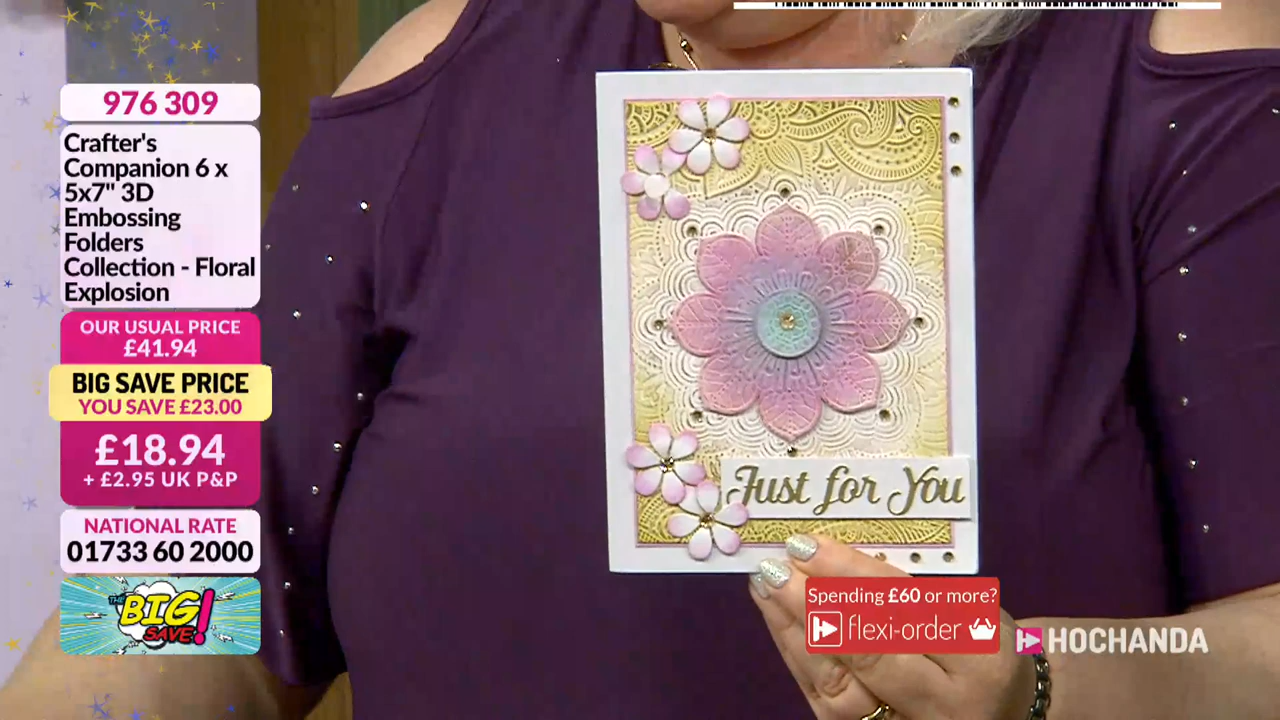 976 309
Crafter's
Companion 6 x
5x7" 3D
Embossing
Folders
Collection - Floral
Explosion
OUR USUAL PRICE
£41.94
BIG SAVE PRICE
YOU SAVE £23.00
£18.94
+ £2.95 UK P&P
NATIONAL RATE
01733 60 2000
THE
BIG
SAVE!
Just for You
Spending £60 or more?
flexi-order
HOCHANDA